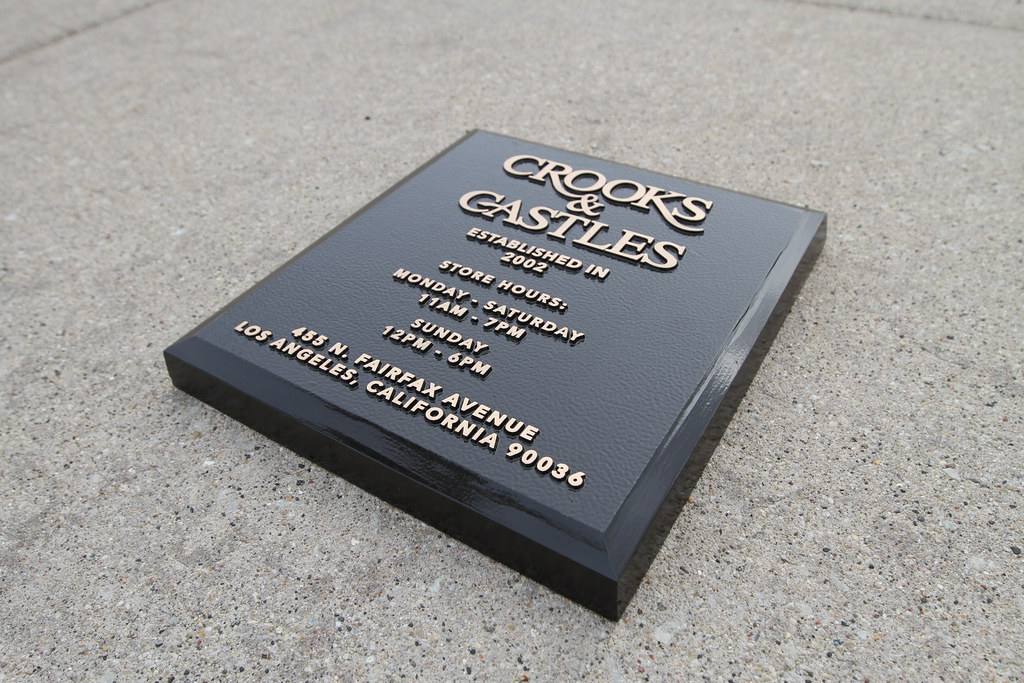 CROOKS
&
CASTLES
ESTABLISHED IN
2002
STORE HOURS:
MONDAY - SATURDAY
11AM - 7PM
SUNDAY
12PM - 6PM
455 N. FAIRFAX AVENUE
LOS ANGELES, CALIFORNIA 90036